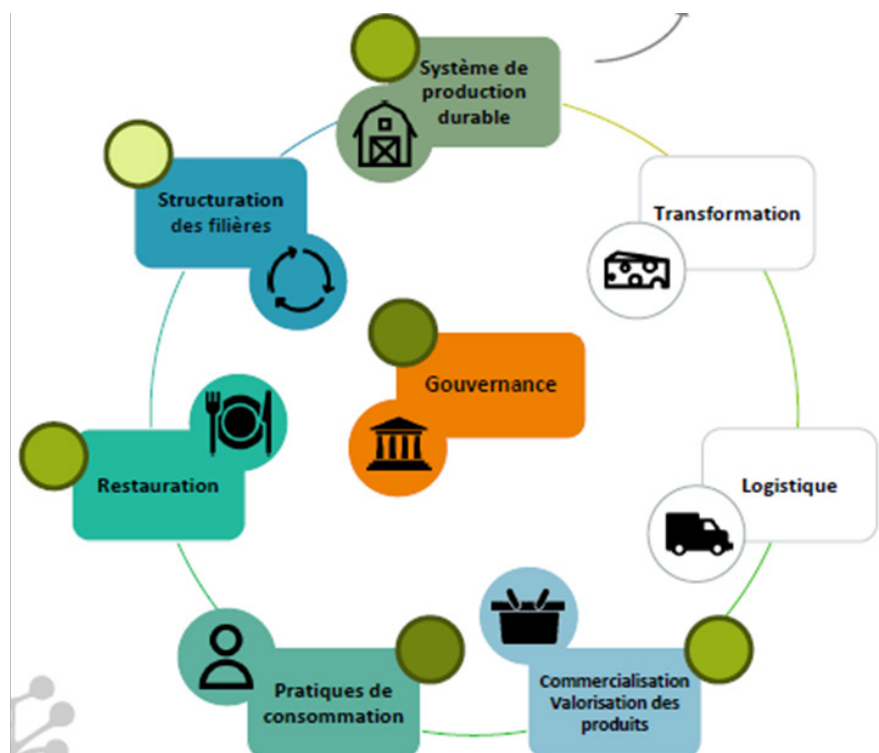 Système de
production
durable
Structuration
des filières
Transformation
Gouvernance
Restauration
Logistique
Pratiques de
consommation
Commercialisation
Valorisation des
produits